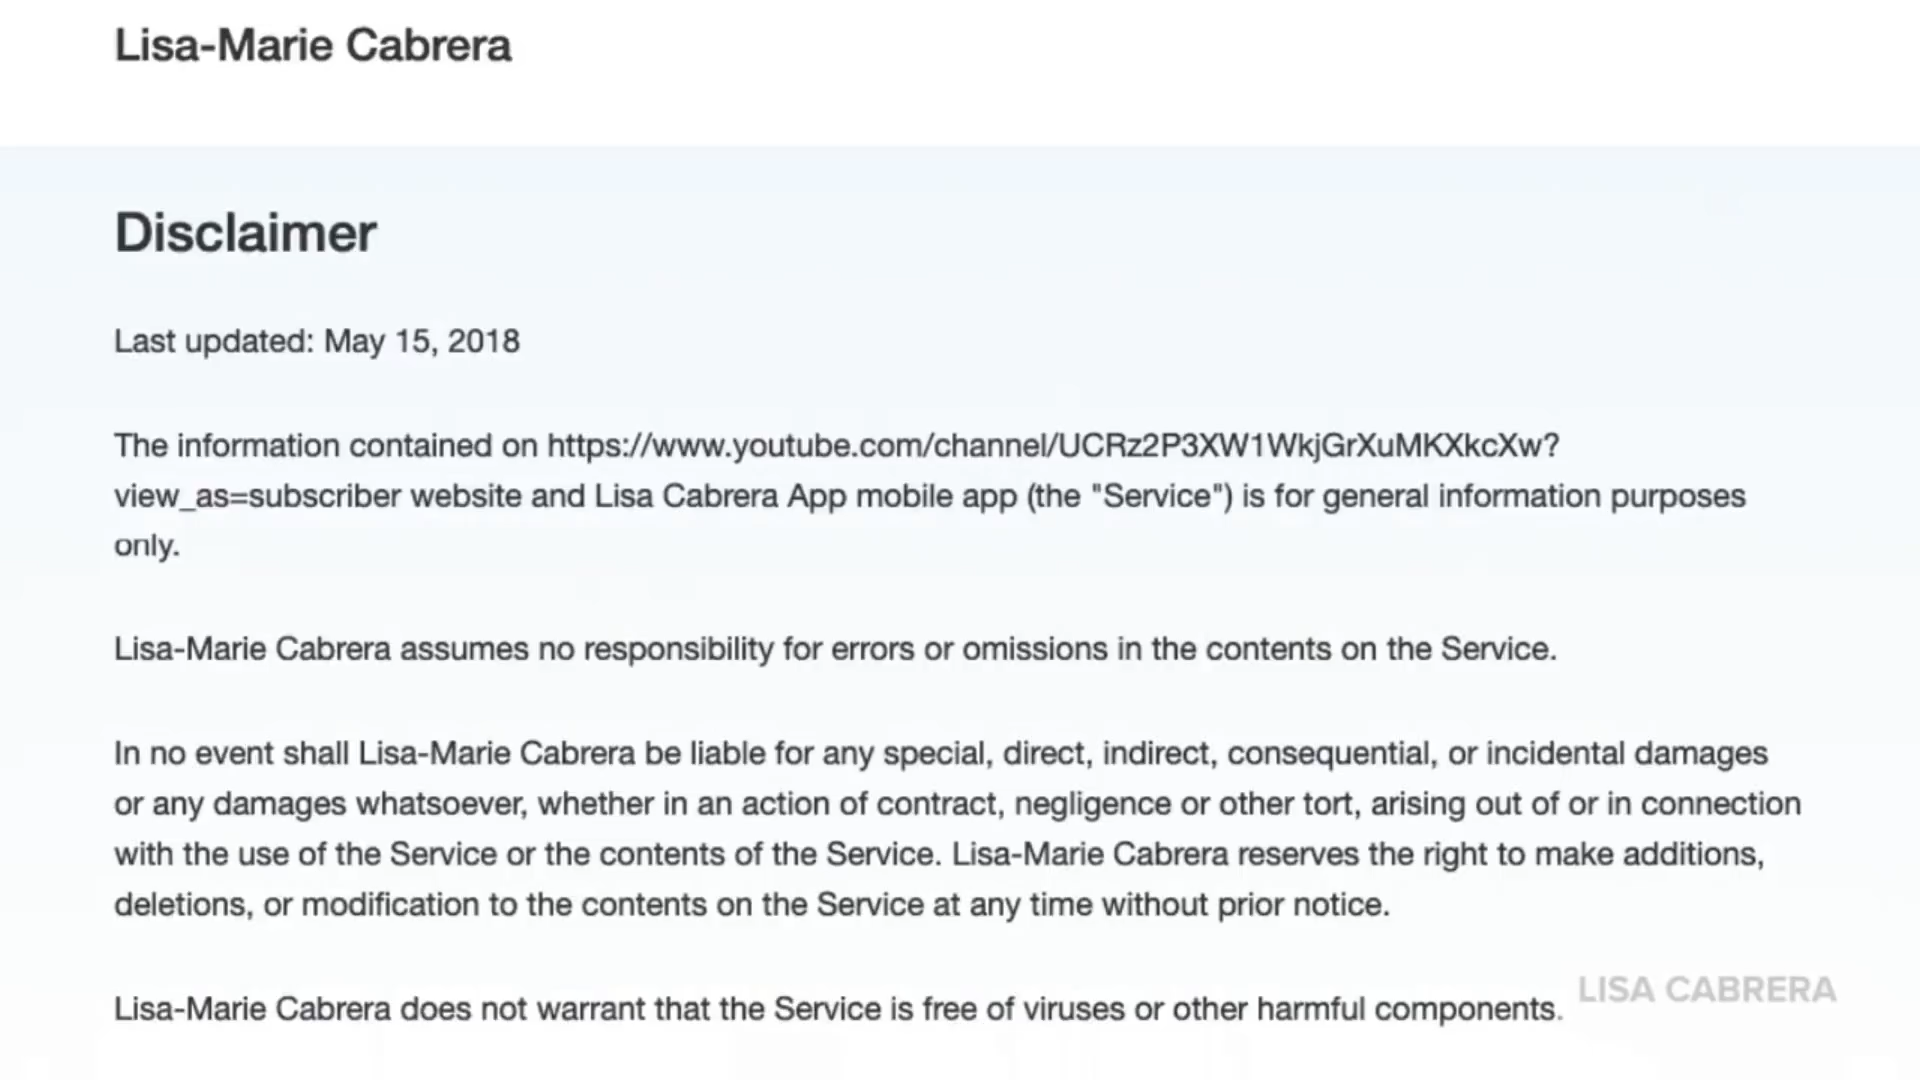 Lisa-Marie Cabrera
Disclaimer
Last updated: May 15, 2018
The information contained on https://www.youtube.com/channel/UCRz2P3XW1WkjGrXuMKXkcXw?
view_as=subscriber website and Lisa Cabrera App mobile app (the "Service") is for general information purposes
only.
Lisa-Marie Cabrera assumes no responsibility for errors or omissions in the contents on the Service.
In no event shall Lisa-Marie Cabrera be liable for any special, direct, indirect, consequential, or incidental damages
or any damages whatsoever, whether in an action of contract, negligence or other tort, arising out of or in connection
with the use of the Service or the contents of the Service. Lisa-Marie Cabrera reserves the right to make additions,
deletions, or modification to the contents on the Service at any time without prior notice.
Lisa-Marie Cabrera does not warrant that the Service is free of viruses or other harmful components.
LISA CABRERA